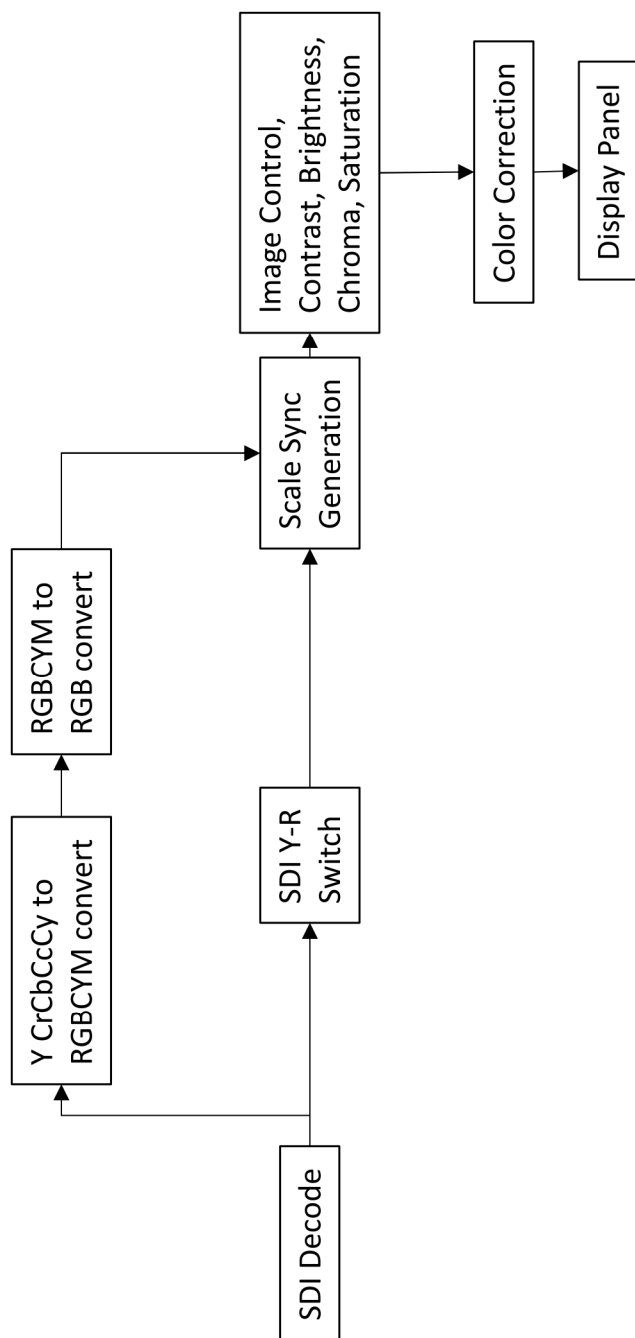 SDI Decode
Y CrCbCcCy to
RGBCYM convert
RGBCYM to
RGB convert
SDI Y-R
Switch
Scale Sync
Generation
Image Control,
Contrast, Brightness,
Chroma, Saturation
Color Correction
Display Panel